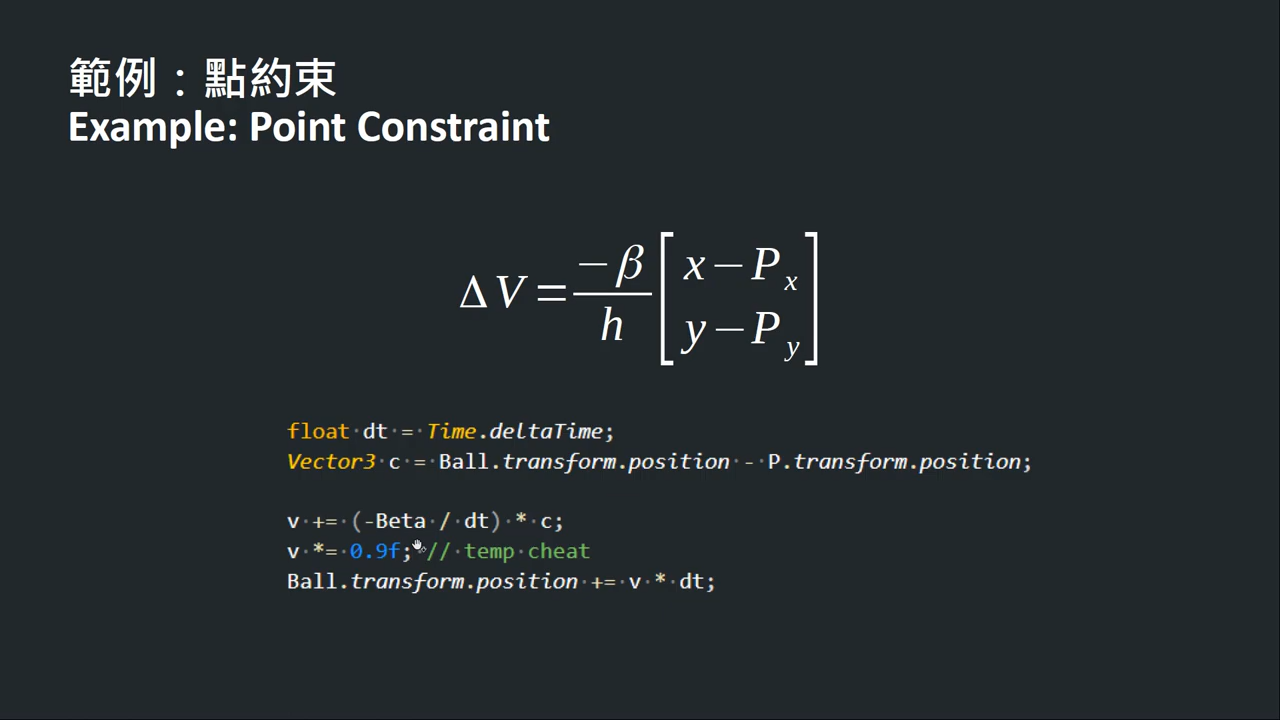 範例：點約束
Example: Point Constraint
ΔV = −β/h [x − Pₓ
y − P_y]
float dt = Time.deltaTime;
Vector3 c = Ball.transform.position - P.transform.position;
v += (-Beta / dt) * c;
v *= 0.9f; // temp cheat
Ball.transform.position += v * dt;